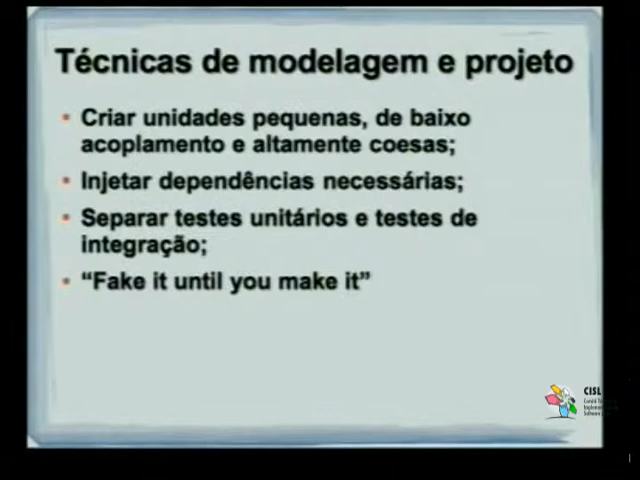 Técnicas de modelagem e projeto
• Criar unidades pequenas, de baixo
acoplamento e altamente coesas;
• Injetar dependências necessárias;
• Separar testes unitários e testes de
integração;
• “Fake it until you make it”
CISL